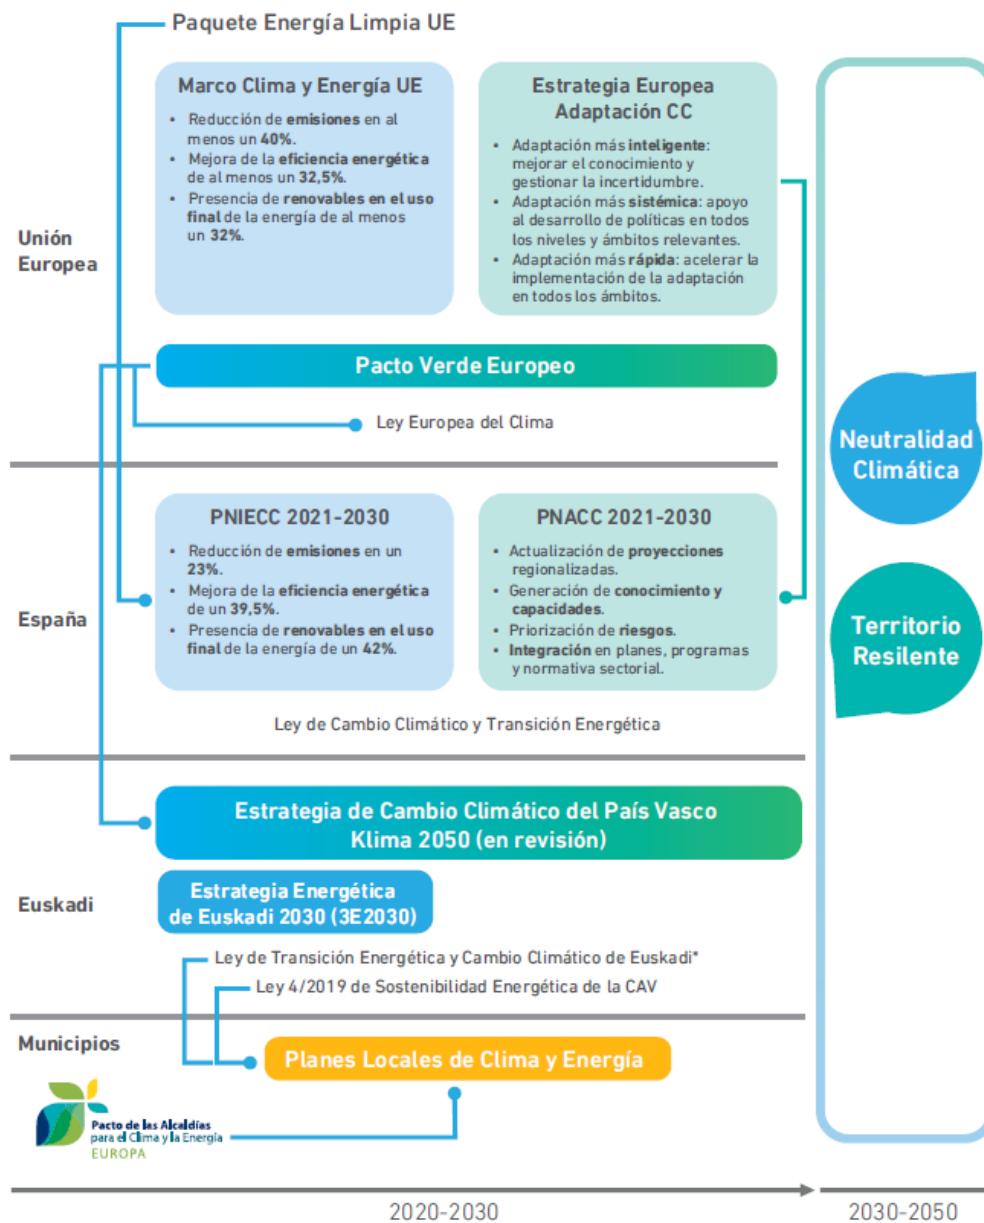 Paquete Energía Limpia UE
Marco Clima y Energía UE
• Reducción de emisiones en al
menos un 40%.
• Mejora de la eficiencia energética
de al menos un 32,5%.
• Presencia de renovables en el uso
final de la energía de al menos
un 32%.
Estrategia Europea
Adaptación CC
• Adaptación más inteligente:
mejorar el conocimiento y
gestionar la incertidumbre.
• Adaptación más sistémica: apoyo
al desarrollo de políticas en todos
los niveles y ámbitos relevantes.
• Adaptación más rápida: acelerar la
implementación de la adaptación
en todos los ámbitos.
Unión
Europea
Pacto Verde Europeo
Ley Europea del Clima
Neutralidad
Climática
PNIECC 2021-2030
• Reducción de emisiones en un
23%.
• Mejora de la eficiencia energética
de un 39,5%.
• Presencia de renovables en el uso
final de la energía de un 42%.
PNACC 2021-2030
• Actualización de proyecciones
regionalizadas.
• Generación de conocimiento y
capacidades.
• Priorización de riesgos.
• Integración en planes, programas
y normativa sectorial.
España
Territorio
Resilente
Ley de Cambio Climático y Transición Energética
Estrategia de Cambio Climático del País Vasco
Klima 2050 (en revisión)
Euskadi
Estrategia Energética
de Euskadi 2030 (3E2030)
Ley de Transición Energética y Cambio Climático de Euskadi*
Ley 4/2019 de Sostenibilidad Energética de la CAV
Municipios
Planes Locales de Clima y Energía
Pacto de las Alcaldías
para el Clima y la Energía
EUROPA
2020-2030
2030-2050